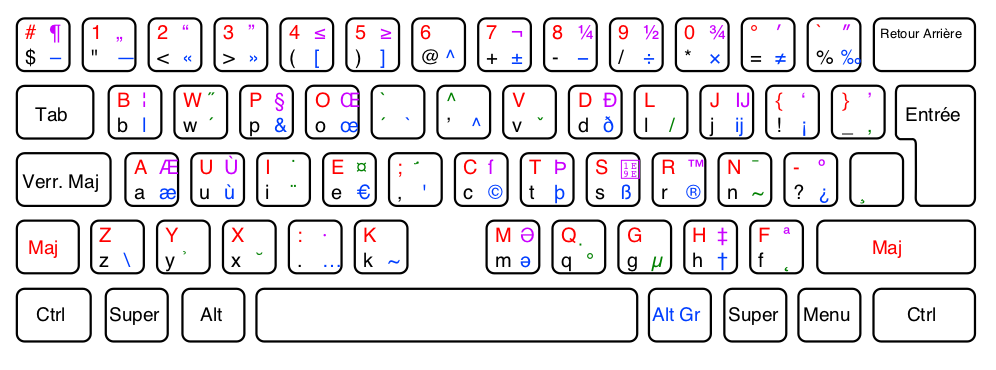 # ¶ 1 „ 2 “ 3 ” 4 ≤ 5 ≥ 6 7 ¬ 8 ¼ 9 ½ 0 ¾ ° ′ ` ″ Retour Arrière
$ – " — < « > » ( [ ) ] @ ^ + ± - − / ÷ * × = ≠ % ‰
Tab B ¦ W ˝ P § O Œ ` ^ V D Ð L J IJ { ‘ } ’ Entrée
b l w ´ p & o œ ´ ` ’ ^ v ˇ d ð l / j ij ! ¡ _ ,
Verr. Maj A Æ U Ù I ˙ E ¤ ; C ſ T Þ S 1E9E R ™ N ¯ - º
a æ u ù i ¨ e € , ' c © t þ s ß r ® n ~ ? ¿ ¸
Maj Z Y X : · K M Ə Q . G H ‡ F ª Maj
z \ y x ˘ . … k ~ m ə q ° g µ h † f ˛
Ctrl Super Alt Alt Gr Super Menu Ctrl